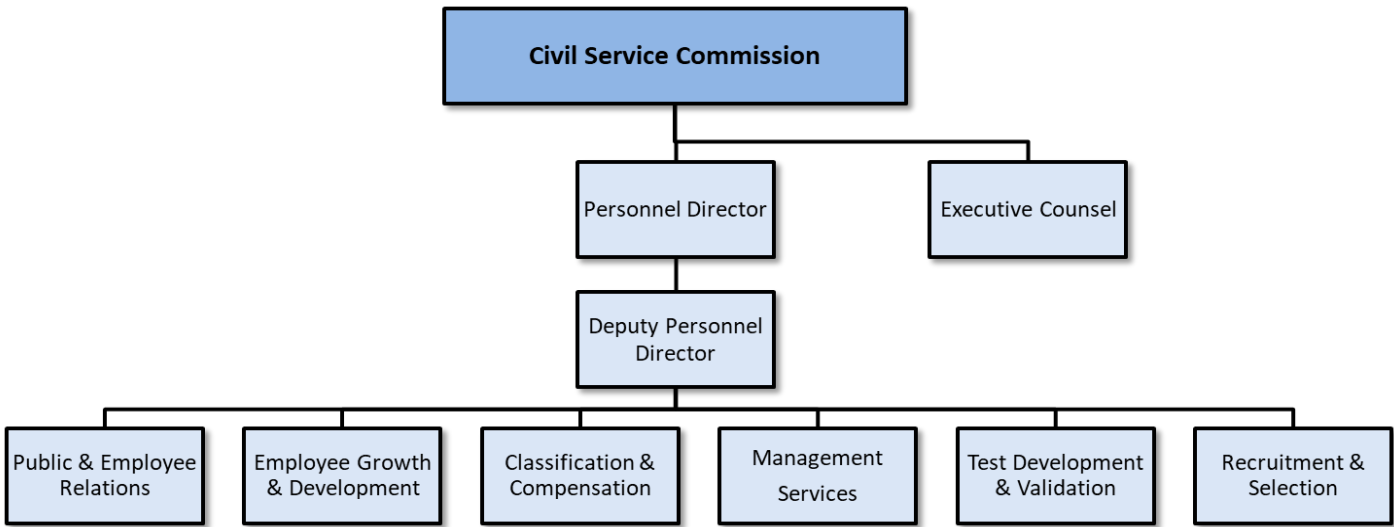 Civil Service Commission
Personnel Director
Executive Counsel
Deputy Personnel
Director
Public & Employee
Relations
Employee Growth
& Development
Classification &
Compensation
Management
Services
Test Development
& Validation
Recruitment &
Selection